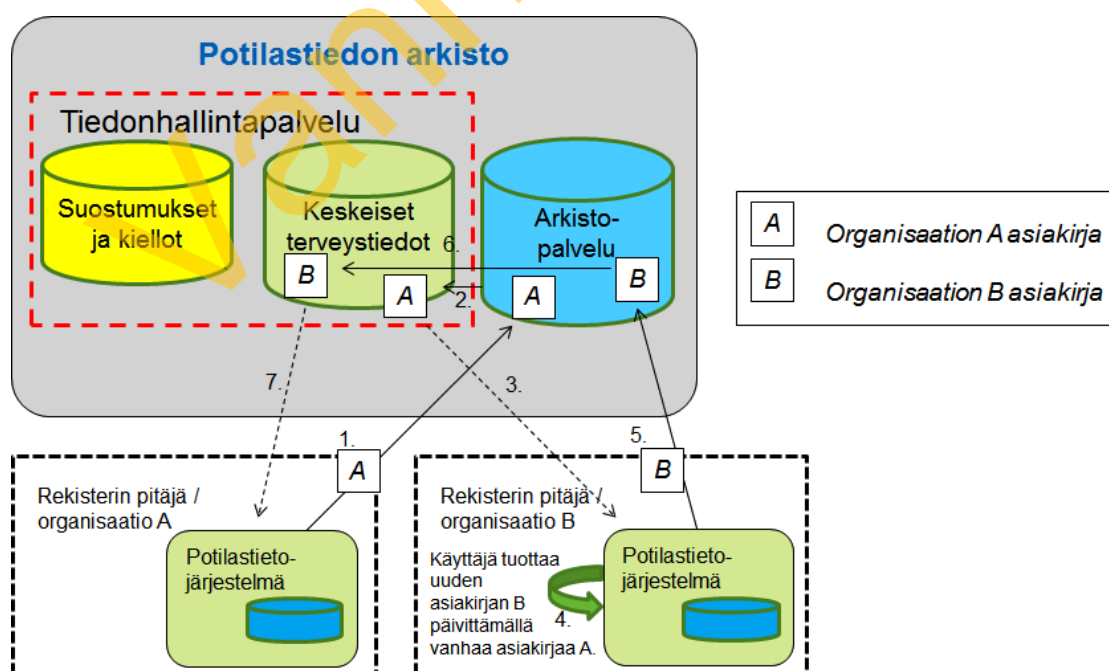 Potilastiedon arkisto
Tiedonhallintapalvelu
Suostumukset
ja kiellot
Keskeiset
terveystiedot
Arkisto-
palvelu
6.
B
A
2.
A
B
A
Organisaation A asiakirja
B
Organisaation B asiakirja
7.
3.
1.
A
5.
B
Rekisterin pitäjä /
organisaatio A
Potilastieto-
järjestelmä
Rekisterin pitäjä /
organisaatio B
Käyttäjä tuottaa
uuden
asiakirjan B
päivittämällä
vanhaa asiakirjaa A.
4.
Potilastieto-
järjestelmä